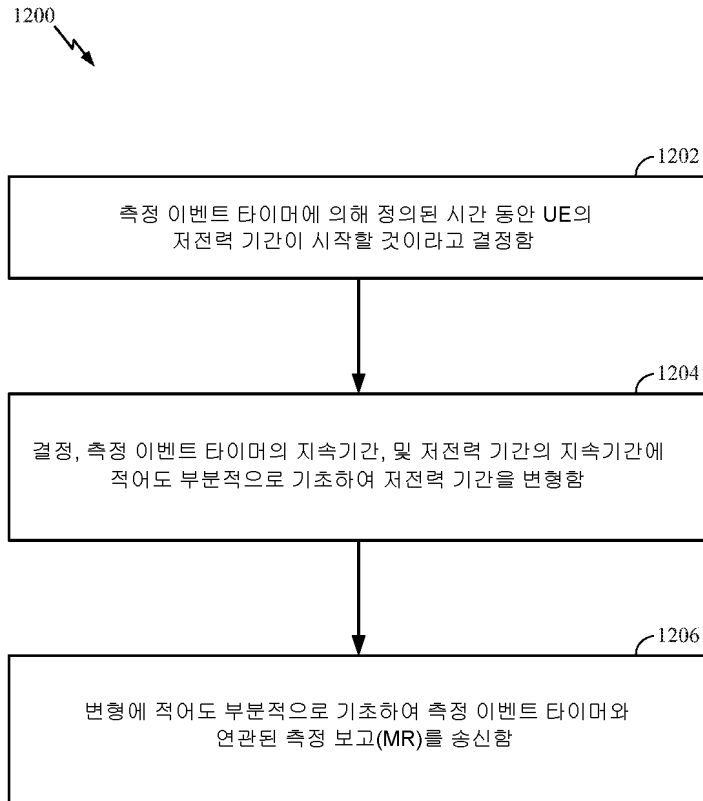 1200
1202
측정 이벤트 타이머에 의해 정의된 시간 동안 UE의
저전력 기간이 시작할 것이라고 결정함
1204
결정, 측정 이벤트 타이머의 지속기간, 및 저전력 기간의 지속기간에
적어도 부분적으로 기초하여 저전력 기간을 변형함
1206
변형에 적어도 부분적으로 기초하여 측정 이벤트 타이머와
연관된 측정 보고(MR)를 송신함